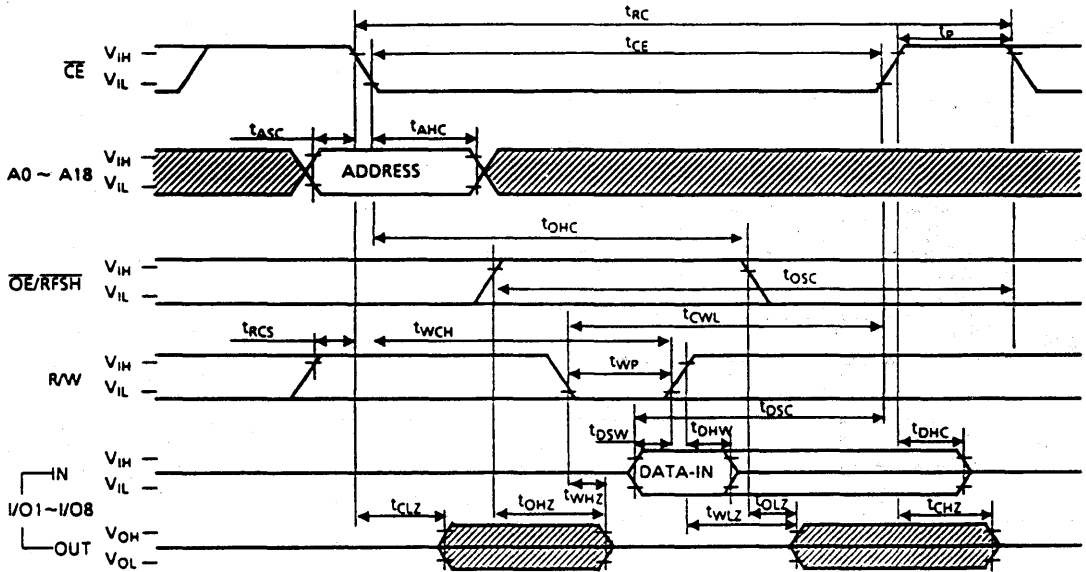 tRC
tCE
tP
CE
VIH
VIL
tASC
tAHC
A0 ~ A18
VIH
VIL
ADDRESS
tOHC
OE/RFSH
VIH
VIL
tOSC
tRCS
tWCH
tCWL
R/W
VIH
VIL
tWP
tDSC
tDSW
tDHW
tDHC
IN
VIH
VIL
DATA-IN
I/O1~I/O8
tCLZ
tOHZ
tWHZ
tWLZ
tOLZ
tCHZ
OUT
VOH
VOL